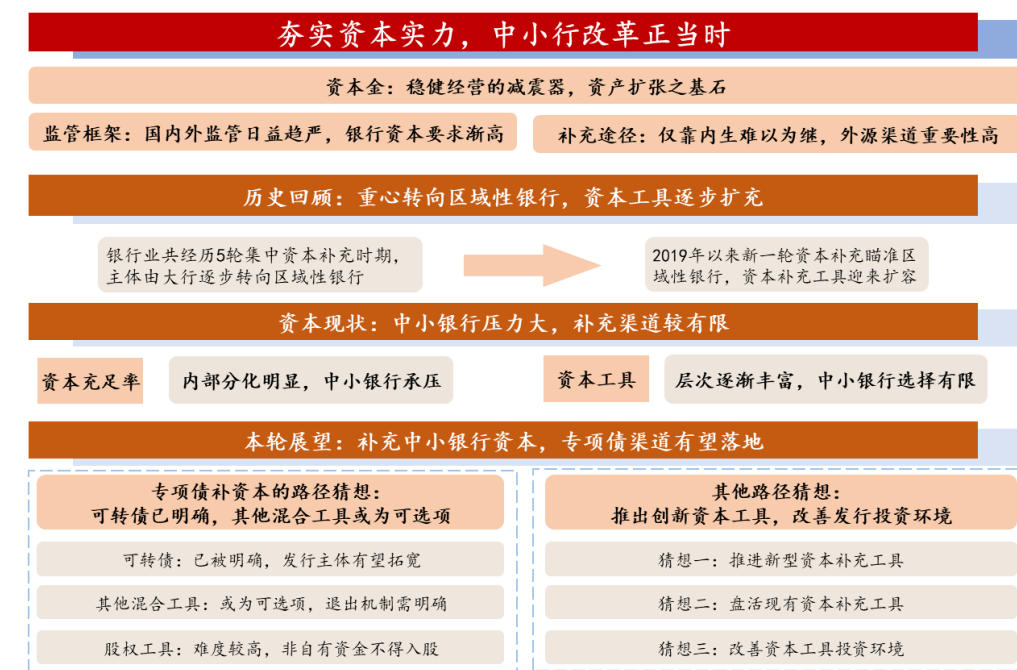 夯实资本实力，中小行改革正当时
资本金：稳健经营的减震器，资产扩张之基石
监管框架：国内外监管日益趋严，银行资本要求渐高
补充途径：仅靠内生难以为继，外源渠道重要性高
历史回顾：重心转向区域性银行，资本工具逐步扩充
银行业共经历5轮集中资本补充时期，
主体由大行逐步转向区域性银行
2019年以来新一轮资本补充瞄准区
域性银行，资本补充工具迎来扩容
资本现状：中小银行压力大，补充渠道较有限
资本充足率
内部分化明显，中小银行承压
资本工具
层次逐渐丰富，中小银行选择有限
本轮展望：补充中小银行资本，专项债渠道有望落地
专项债补资本的路径猜想：
可转债已明确，其他混合工具或为可选项
可转债：已被明确，发行主体有望拓宽
其他混合工具：或为可选项，退出机制需明确
股权工具：难度较高，非自有资金不得入股
其他路径猜想：
推出创新资本工具，改善发行投资环境
猜想一：推进新型资本补充工具
猜想二：盘活现有资本补充工具
猜想三：改善资本工具投资环境